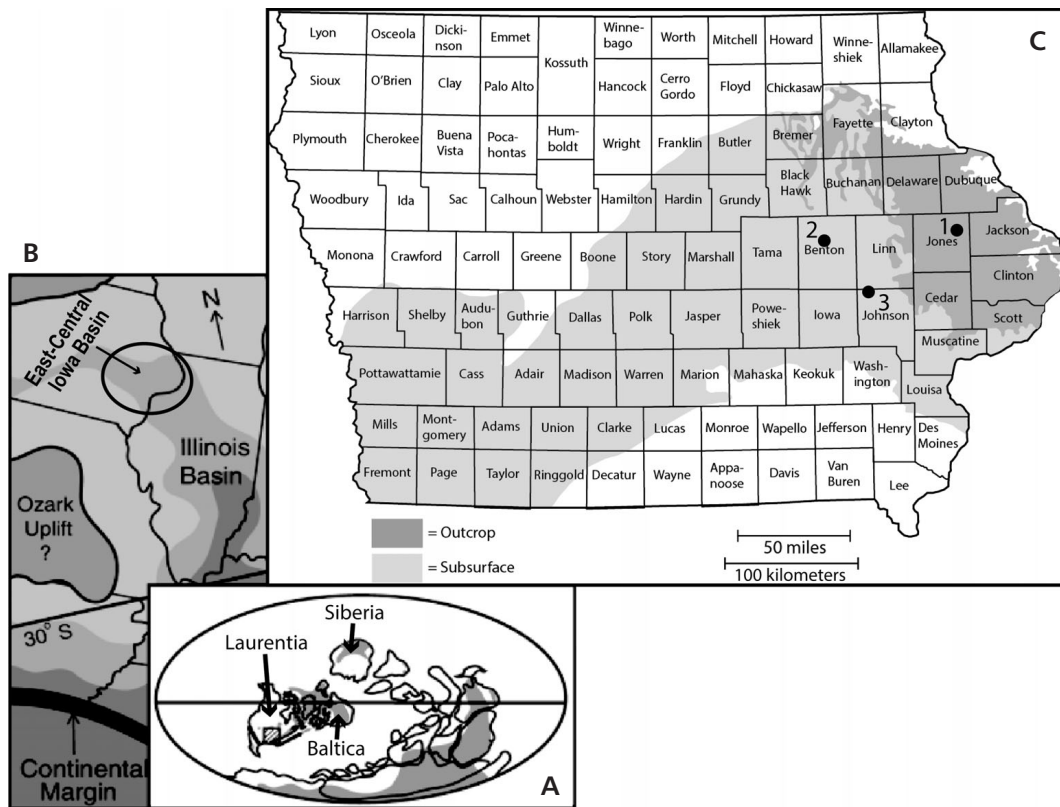 C
Lyon
Osceola
Dicki-
nson
Emmet
Kossuth
Winne-
bago
Worth
Mitchell
Howard
Winne-
shiek
Allamakee
Sioux
O'Brien
Clay
Palo Alto
Hancock
Cerro
Gordo
Floyd
Chickasaw
Plymouth
Cherokee
Buena
Vista
Poca-
hontas
Hum-
boldt
Wright
Franklin
Butler
Bremer
Fayette
Clayton
Woodbury
Ida
Sac
Calhoun
Webster
Hamilton
Hardin
Grundy
Black
Hawk
Buchanan
Delaware
Dubuque
Monona
Crawford
Carroll
Greene
Boone
Story
Marshall
Tama
2
Benton
Linn
1
Jones
Jackson
Clinton
Harrison
Shelby
Audu-
bon
Guthrie
Dallas
Polk
Jasper
Powe-
shiek
Iowa
3
Johnson
Cedar
Scott
Muscatine
Pottawattamie
Cass
Adair
Madison
Warren
Marion
Mahaska
Keokuk
Wash-
ington
Louisa
Mills
Mont-
gomery
Adams
Union
Clarke
Lucas
Monroe
Wapello
Jefferson
Henry
Des
Moines
Fremont
Page
Taylor
Ringgold
Decatur
Wayne
Appa-
noose
Davis
Van
Buren
Lee
= Outcrop
= Subsurface
50 miles
100 kilometers
B
N
East-Central
Iowa Basin
Illinois
Basin
Ozark
Uplift
?
30° S
Continental
Margin
Siberia
Laurentia
Baltica
A